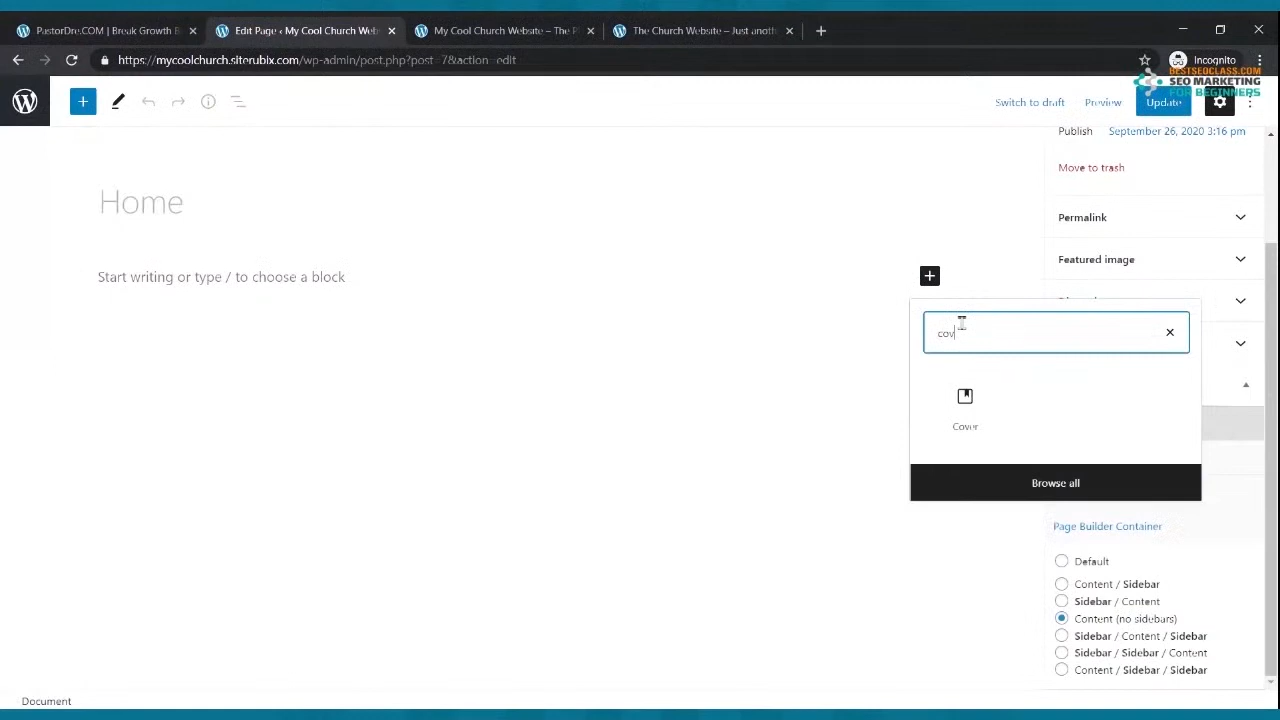 PastorDre.COM | Break Growth B
Edit Page ‹ My Cool Church Web
My Cool Church Website – The P
The Church Website – Just anoth
https://mycoolchurch.siterubix.com/wp-admin/post.php?post=7&action=edit
Incognito
BESTSEOCLASS.COM
SEO MARKETING
FOR BEGINNERS
Switch to draft
Preview
Update
Publish
September 26, 2020 3:16 pm
Move to trash
Home
Permalink
Featured image
Start writing or type / to choose a block
cov
Cover
Browse all
Page Builder Container
Default
Content / Sidebar
Sidebar / Content
Content (no sidebars)
Sidebar / Content / Sidebar
Sidebar / Sidebar / Content
Content / Sidebar / Sidebar
Document